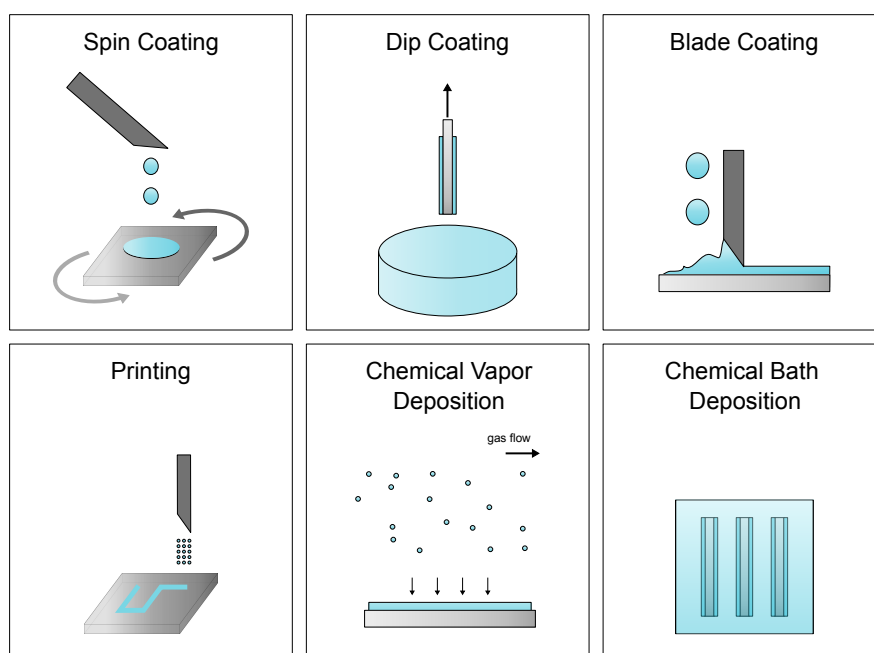 Spin Coating
Dip Coating
Blade Coating
Printing
Chemical Vapor
Deposition
gas flow
Chemical Bath
Deposition